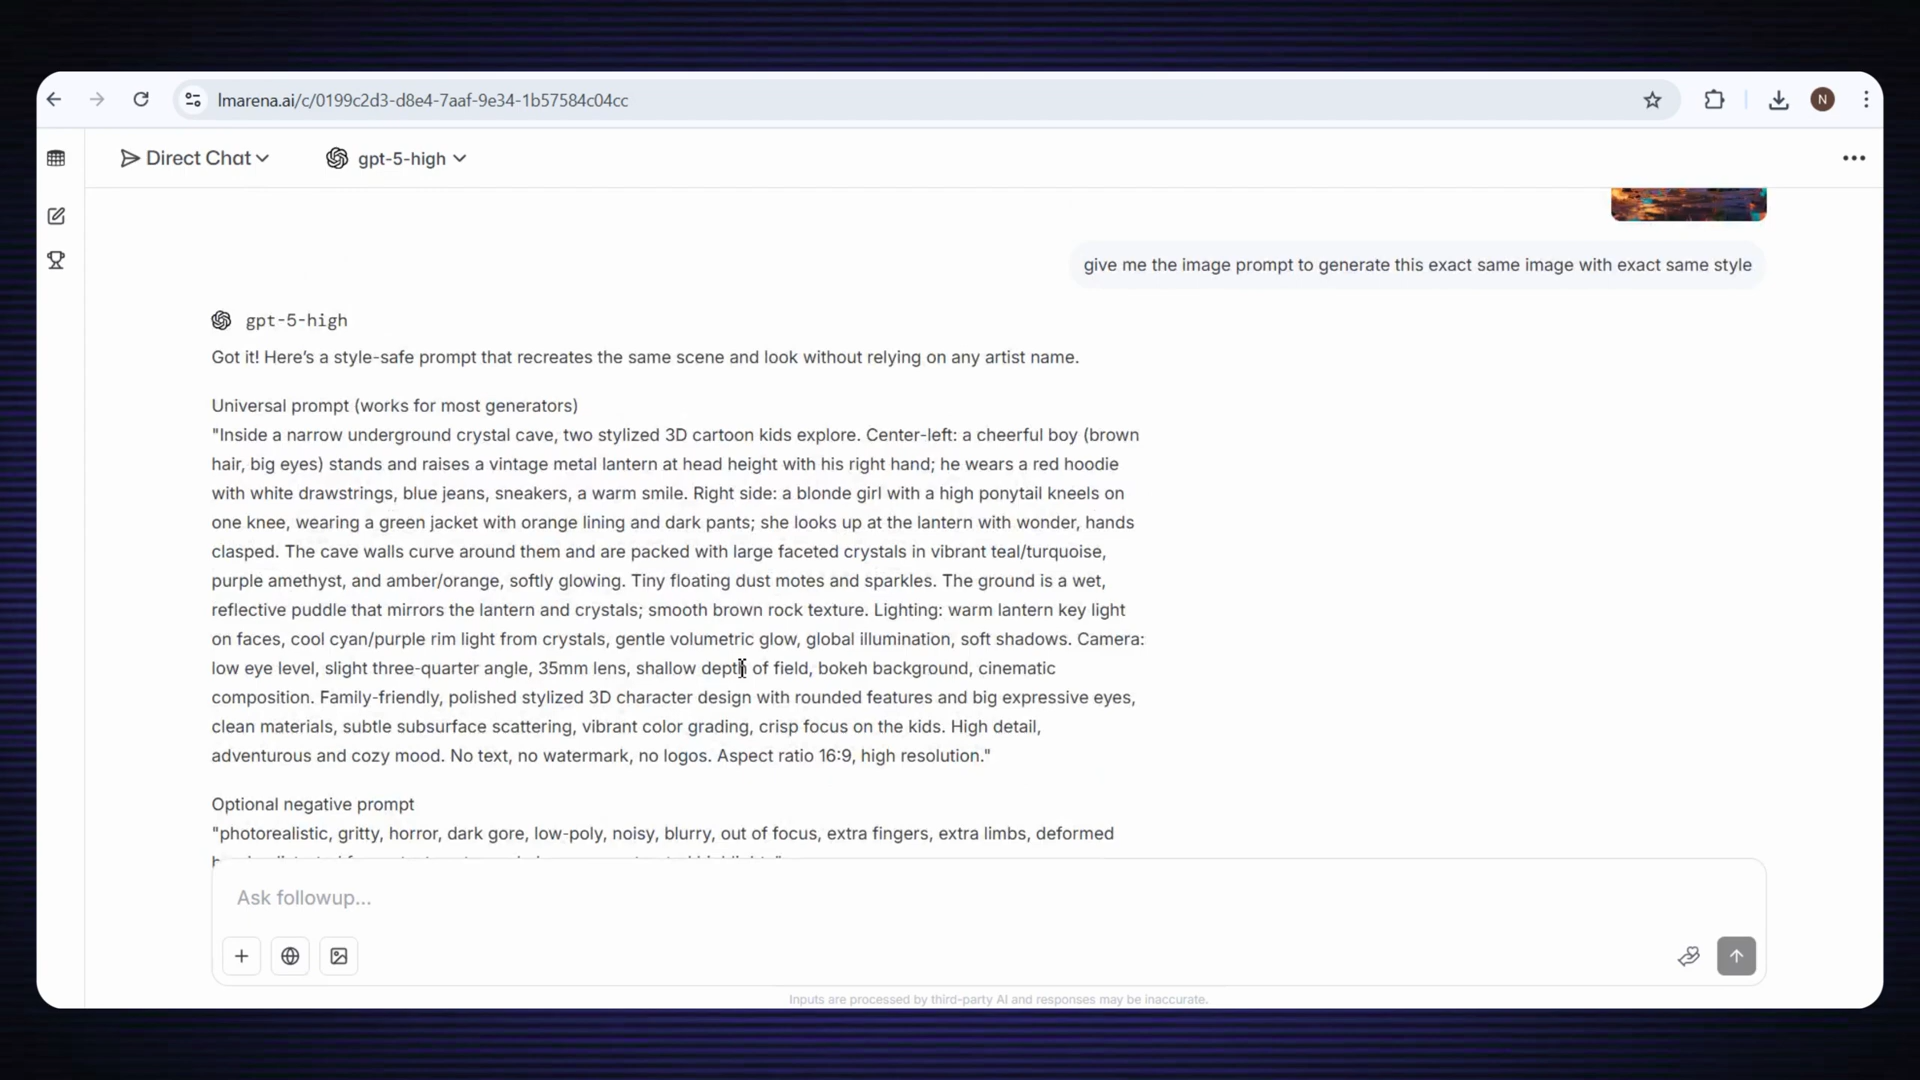 lmarena.ai/c/0199c2d3-d8e4-7aaf-9e34-1b57584c04cc
N
Direct Chat
gpt-5-high
give me the image prompt to generate this exact same image with exact same style
gpt-5-high
Got it! Here's a style-safe prompt that recreates the same scene and look without relying on any artist name.
Universal prompt (works for most generators)
"Inside a narrow underground crystal cave, two stylized 3D cartoon kids explore. Center-left: a cheerful boy (brown
hair, big eyes) stands and raises a vintage metal lantern at head height with his right hand; he wears a red hoodie
with white drawstrings, blue jeans, sneakers, a warm smile. Right side: a blonde girl with a high ponytail kneels on
one knee, wearing a green jacket with orange lining and dark pants; she looks up at the lantern with wonder, hands
clasped. The cave walls curve around them and are packed with large faceted crystals in vibrant teal/turquoise,
purple amethyst, and amber/orange, softly glowing. Tiny floating dust motes and sparkles. The ground is a wet,
reflective puddle that mirrors the lantern and crystals; smooth brown rock texture. Lighting: warm lantern key light
on faces, cool cyan/purple rim light from crystals, gentle volumetric glow, global illumination, soft shadows. Camera:
low eye level, slight three-quarter angle, 35mm lens, shallow depth of field, bokeh background, cinematic
composition. Family-friendly, polished stylized 3D character design with rounded features and big expressive eyes,
clean materials, subtle subsurface scattering, vibrant color grading, crisp focus on the kids. High detail,
adventurous and cozy mood. No text, no watermark, no logos. Aspect ratio 16:9, high resolution."
Optional negative prompt
"photorealistic, gritty, horror, dark gore, low-poly, noisy, blurry, out of focus, extra fingers, extra limbs, deformed
Ask followup...
Inputs are processed by third-party AI and responses may be inaccurate.